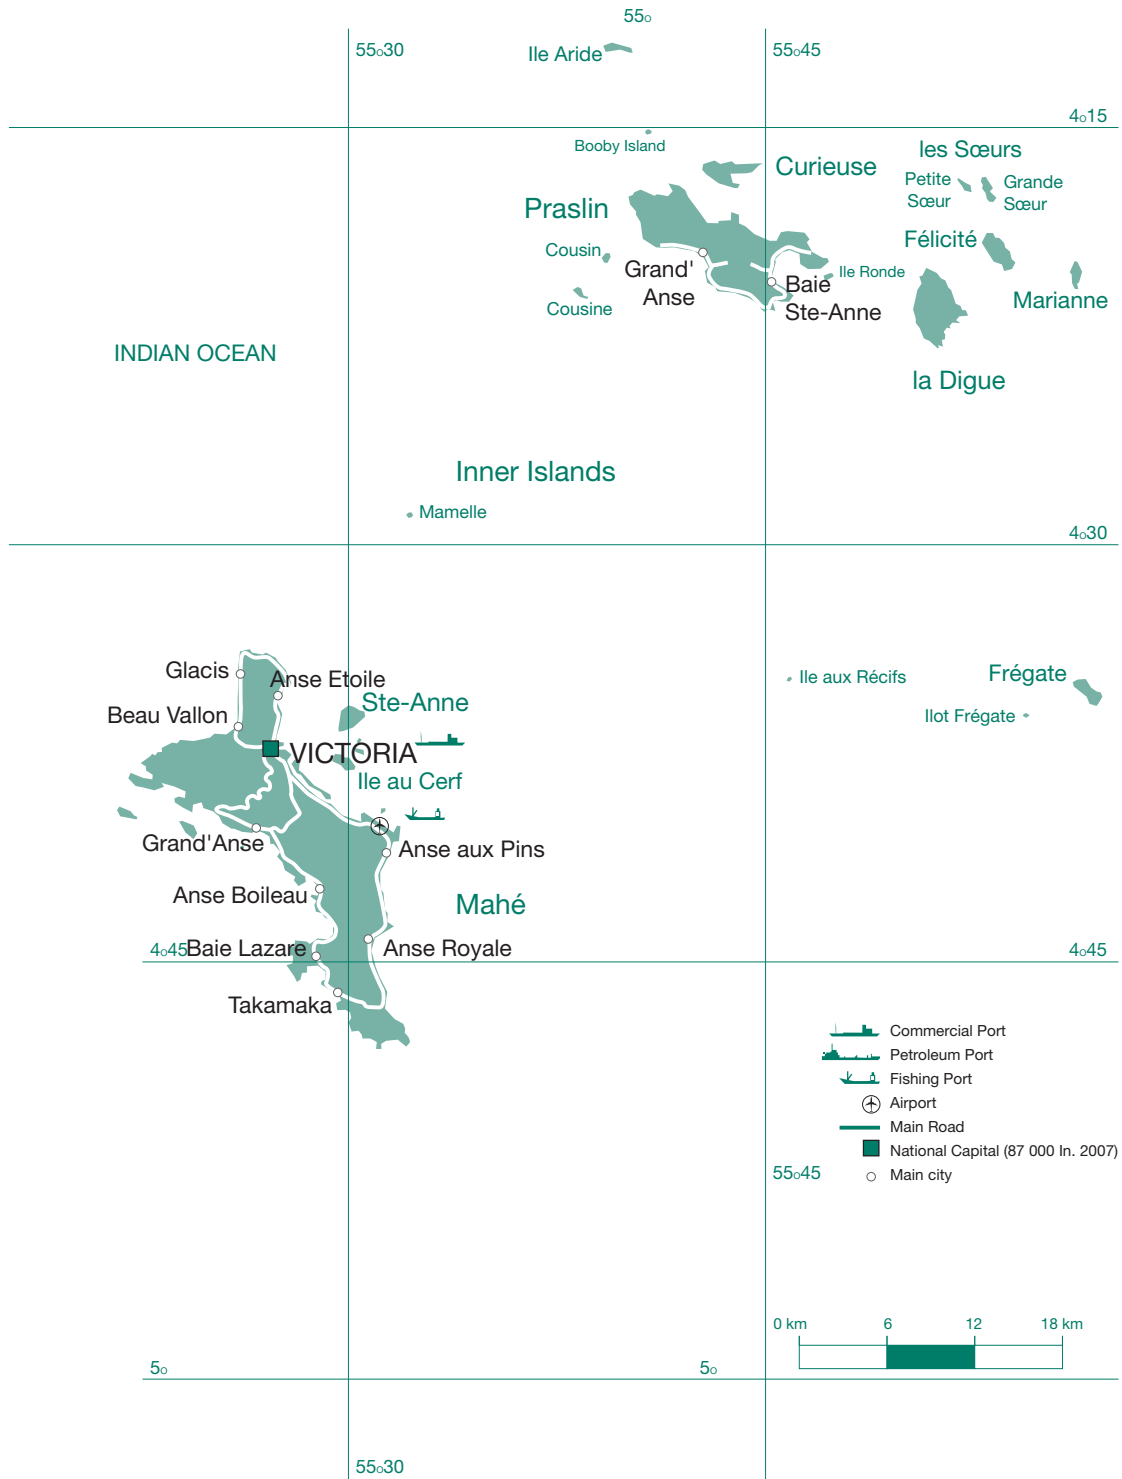 55o
55o30
Ile Aride
55o45
4o15
Booby Island
les Sœurs
Curieuse
Petite
Sœur
Grande
Sœur
Praslin
Félicité
Cousin
Grand'
Anse
Ile Ronde
Baie
Ste-Anne
Cousine
Marianne
INDIAN OCEAN
la Digue
Inner Islands
Mamelle
4o30
Glacis
Anse Etoile
Ile aux Récifs
Frégate
Ste-Anne
Beau Vallon
Ilot Frégate
VICTORIA
Ile au Cerf
Grand'Anse
Anse aux Pins
Anse Boileau
Mahé
4o45
Baie Lazare
Anse Royale
4o45
Takamaka
Commercial Port
Petroleum Port
Fishing Port
Airport
Main Road
National Capital (87 000 In. 2007)
55o45
Main city
0 km 6 12 18 km
5o
5o
55o30